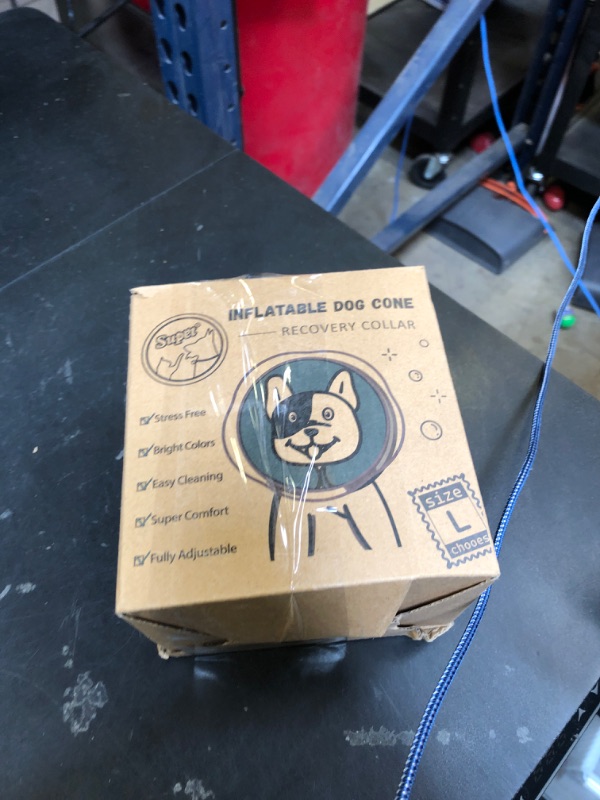 INFLATABLE DOG CONE
RECOVERY COLLAR
Super
Stress Free
Bright Colors
Easy Cleaning
Super Comfort
Fully Adjustable
size
L
chooes